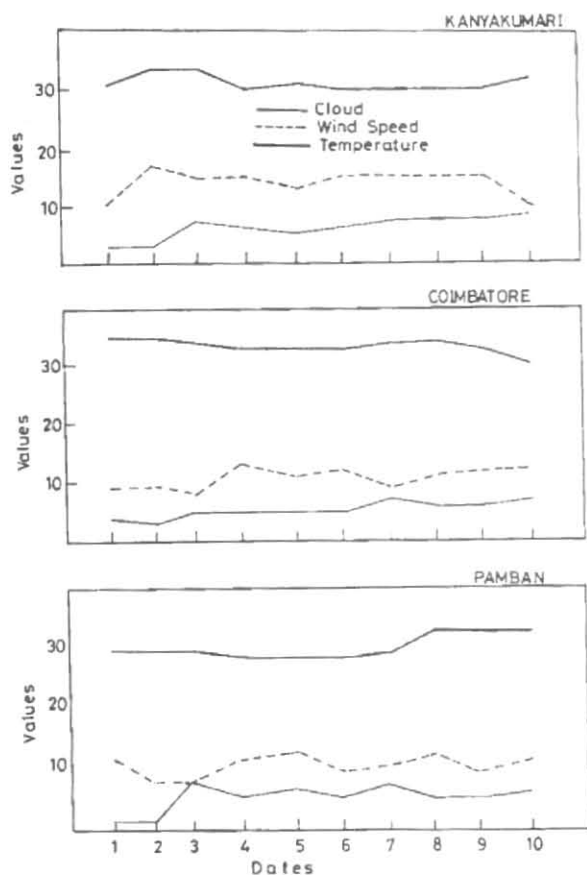 KANYAKUMARI
Values
30
20
10
Cloud
Wind Speed
Temperature
COIMBATORE
Values
30
20
10
PAMBAN
Values
30
20
10
1 2 3 4 5 6 7 8 9 10
Dates